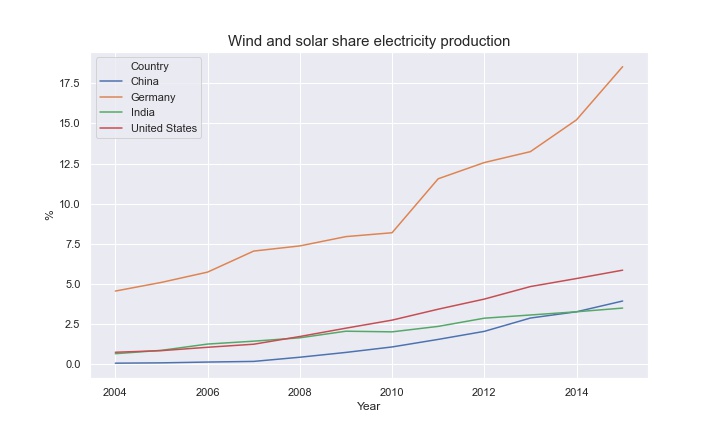 Wind and solar share electricity production
Country
China
Germany
India
United States
17.5
15.0
12.5
10.0
7.5
5.0
2.5
0.0
%
2004 2006 2008 2010 2012 2014
Year